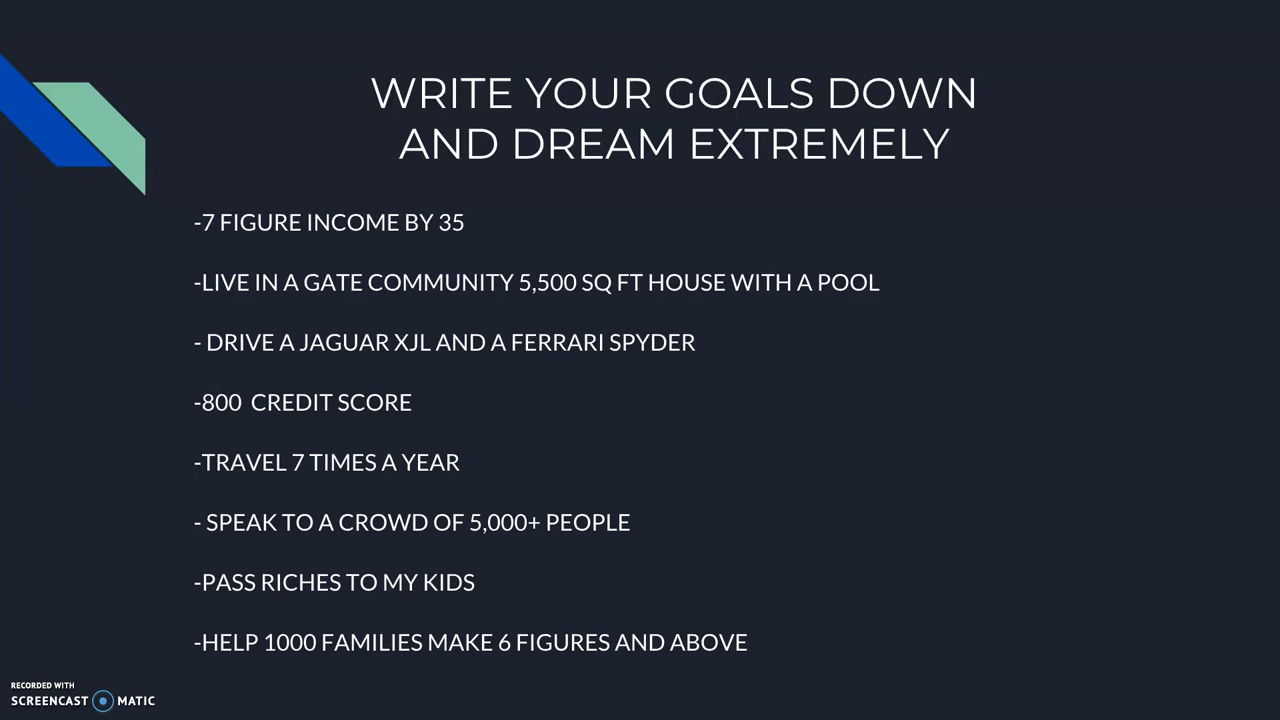 WRITE YOUR GOALS DOWN
AND DREAM EXTREMELY
-7 FIGURE INCOME BY 35
-LIVE IN A GATE COMMUNITY 5,500 SQ FT HOUSE WITH A POOL
- DRIVE A JAGUAR XJL AND A FERRARI SPYDER
-800  CREDIT SCORE
-TRAVEL 7 TIMES A YEAR
- SPEAK TO A CROWD OF 5,000+ PEOPLE
-PASS RICHES TO MY KIDS
-HELP 1000 FAMILIES MAKE 6 FIGURES AND ABOVE
RECORDED WITH
SCREENCAST MATIC